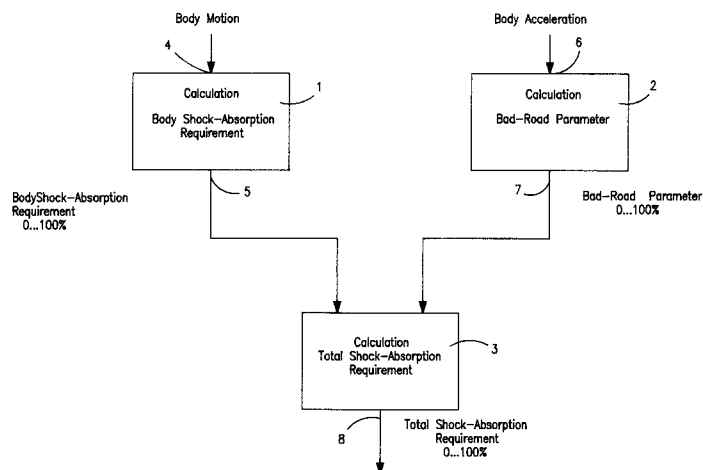 Body Motion
Body Acceleration
4
6
Calculation
Body Shock-Absorption
Requirement
1
Calculation
Bad-Road Parameter
2
5
7
BodyShock-Absorption
Requirement
0...100%
Bad-Road Parameter
0...100%
Calculation
Total Shock-Absorption
Requirement
3
8
Total Shock-Absorption
Requirement
0...100%